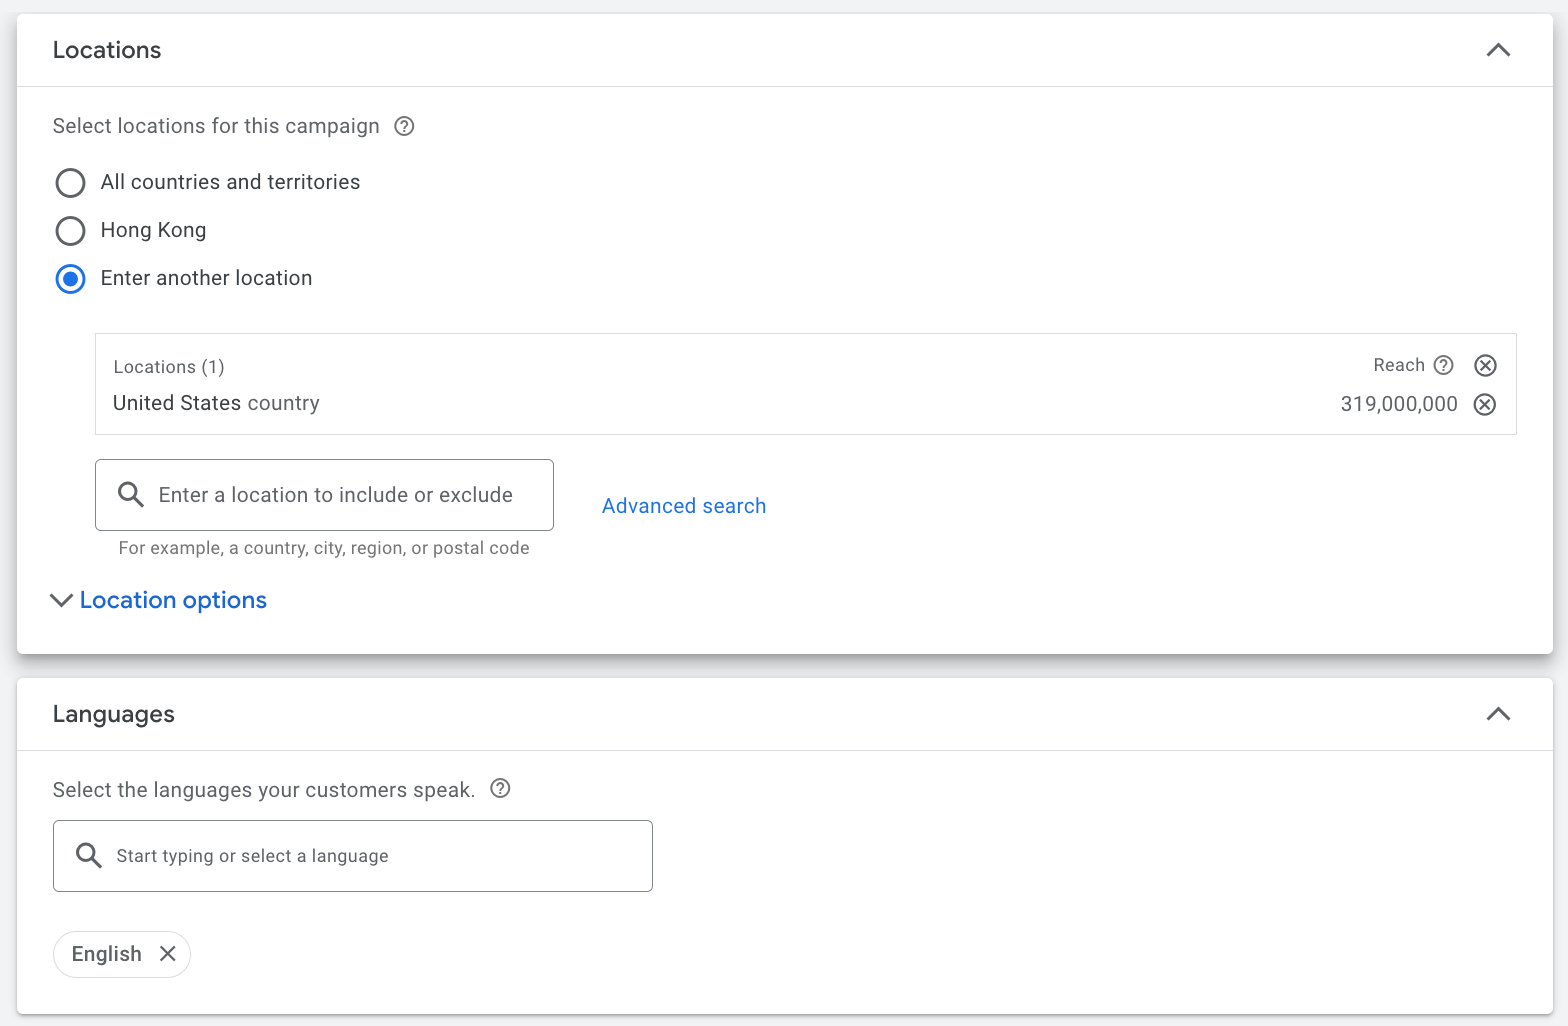 Locations
Select locations for this campaign
All countries and territories
Hong Kong
Enter another location
Locations (1) Reach
United States country 319,000,000
Enter a location to include or exclude
Advanced search
For example, a country, city, region, or postal code
Location options
Languages
Select the languages your customers speak.
Start typing or select a language
English